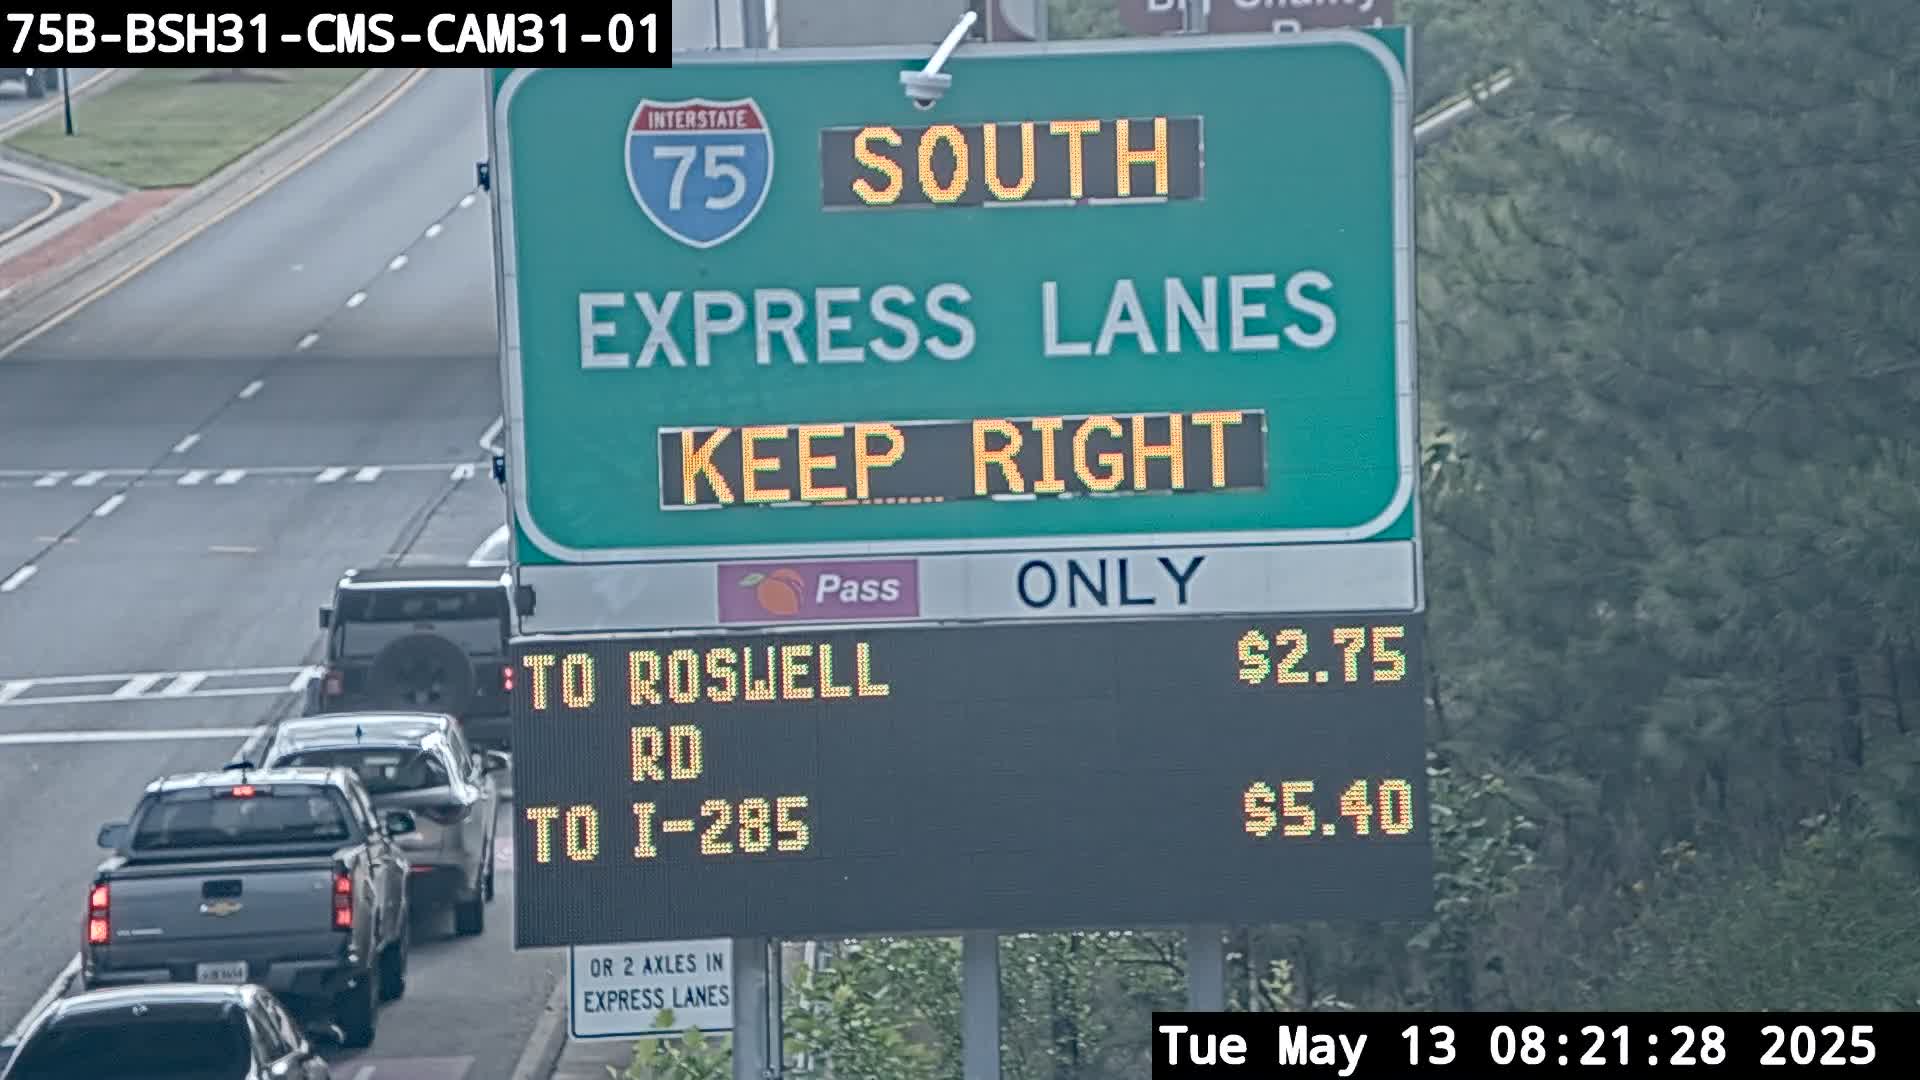 75B-BSH31-CMS-CAM31-01
INTERSTATE
75
SOUTH
EXPRESS LANES
KEEP RIGHT
Pass ONLY
TO ROSWELL $2.75
RD
TO I-285 $5.40
OR 2 AXLES IN
EXPRESS LANES
Tue May 13 08:21:28 2025